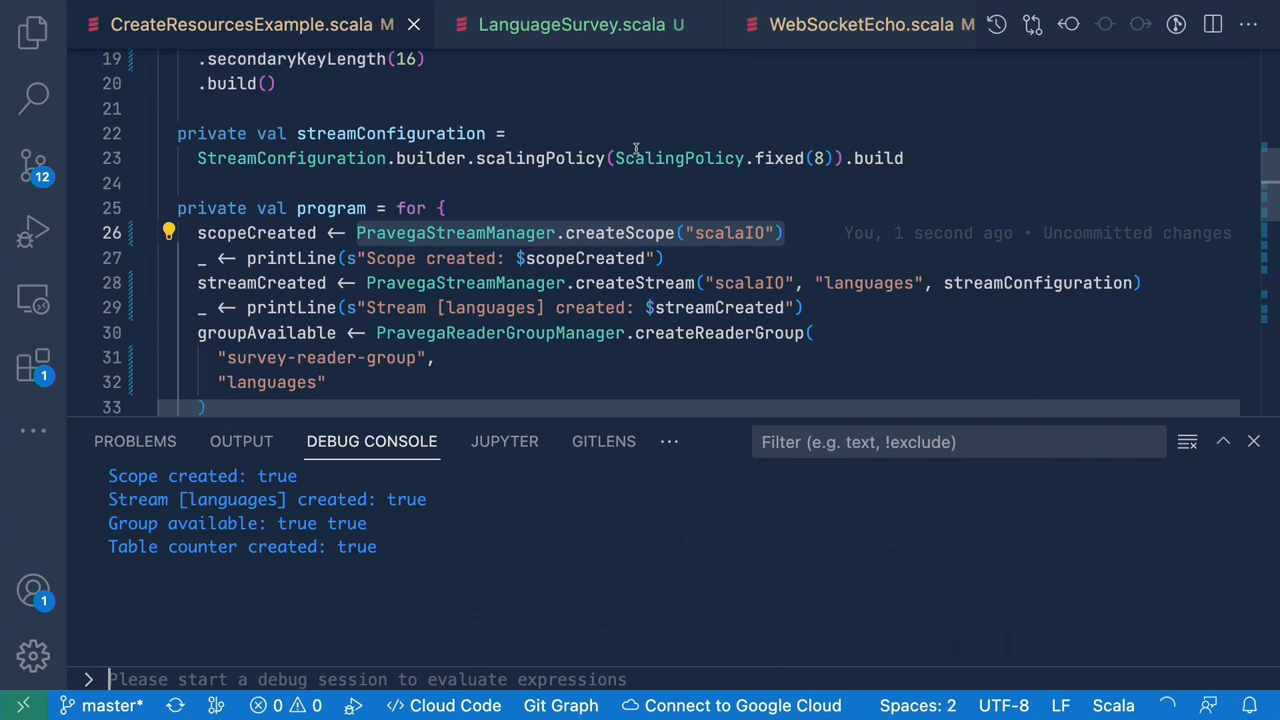 CreateResourcesExample.scala M
LanguageSurvey.scala U
WebSocketEcho.scala M
19 .secondaryKeyLength(16)
20 .build()
21
22 private val streamConfiguration =
23 StreamConfiguration.builder.scalingPolicy(ScalingPolicy.fixed(8)).build
24
25 private val program = for {
26 scopeCreated <- PravegaStreamManager.createScope("scalaIO") You, 1 second ago • Uncommitted changes
27 _ <- printLine(s"Scope created: $scopeCreated")
28 streamCreated <- PravegaStreamManager.createStream("scalaIO", "languages", streamConfiguration)
29 _ <- printLine(s"Stream [languages] created: $streamCreated")
30 groupAvailable <- PravegaReaderGroupManager.createReaderGroup(
31 "survey-reader-group",
32 "languages"
33 )
12
1
1
PROBLEMS OUTPUT DEBUG CONSOLE JUPYTER GITLENS ··· Filter (e.g. text, !exclude)
Scope created: true
Stream [languages] created: true
Group available: true true
Table counter created: true
> Please start a debug session to evaluate expressions
master* 0 0 Cloud Code Git Graph Connect to Google Cloud Spaces: 2 UTF-8 LF Scala